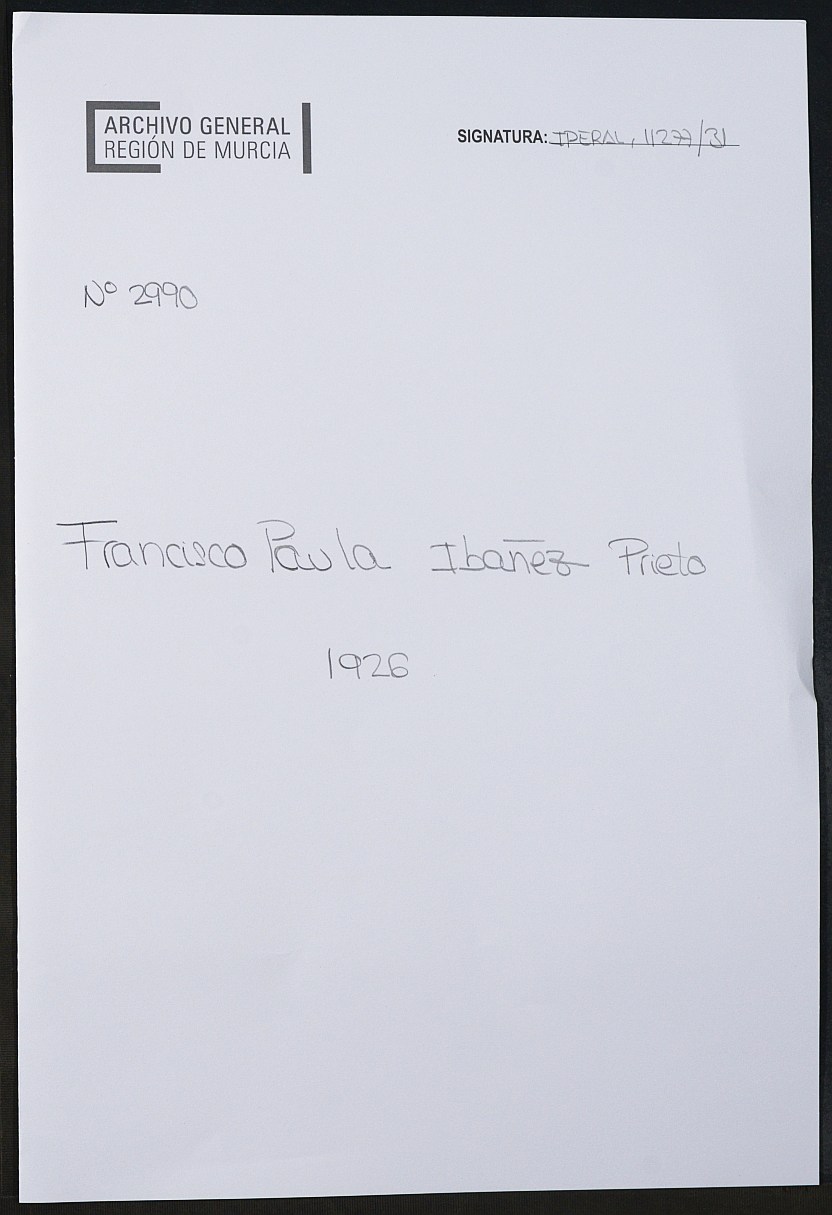 ARCHIVO GENERAL
REGIÓN DE MURCIA
SIGNATURA: IPERAL, 11277/31
Nº 2990
Francisco Paula Ibañez Prieto
1926